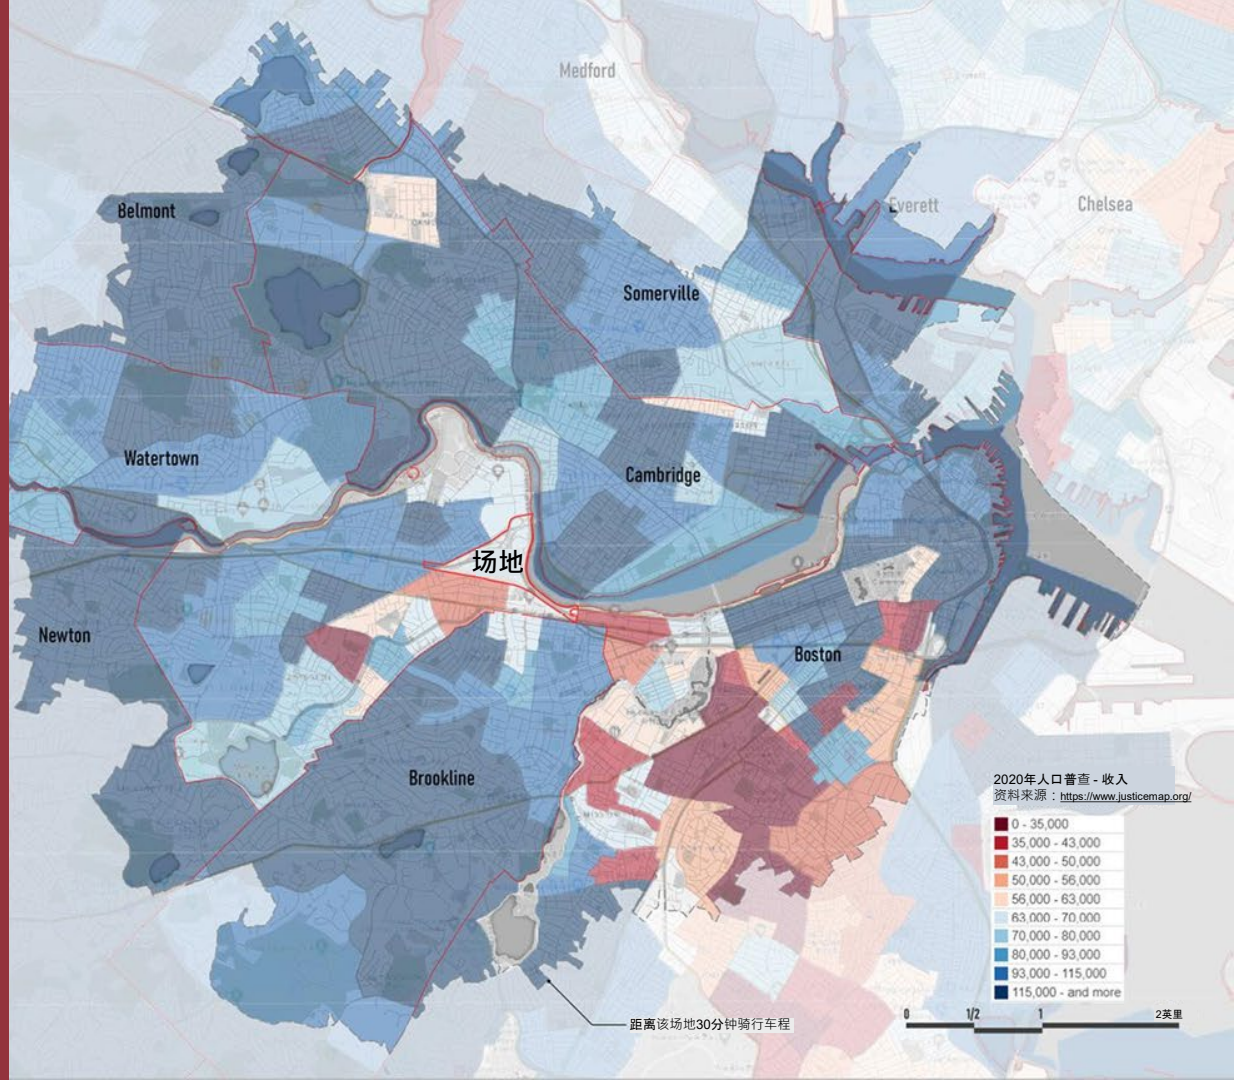 Medford
Belmont
Everett
Chelsea
Somerville
Watertown
Cambridge
场地
Newton
Boston
Brookline
2020年人口普查 - 收入
资料来源：https://www.justicemap.org/
0 - 35,000
35,000 - 43,000
43,000 - 50,000
50,000 - 56,000
56,000 - 63,000
63,000 - 70,000
70,000 - 80,000
80,000 - 93,000
93,000 - 115,000
115,000 - and more
0 1/2 1 2英里
距离该场地30分钟骑行车程